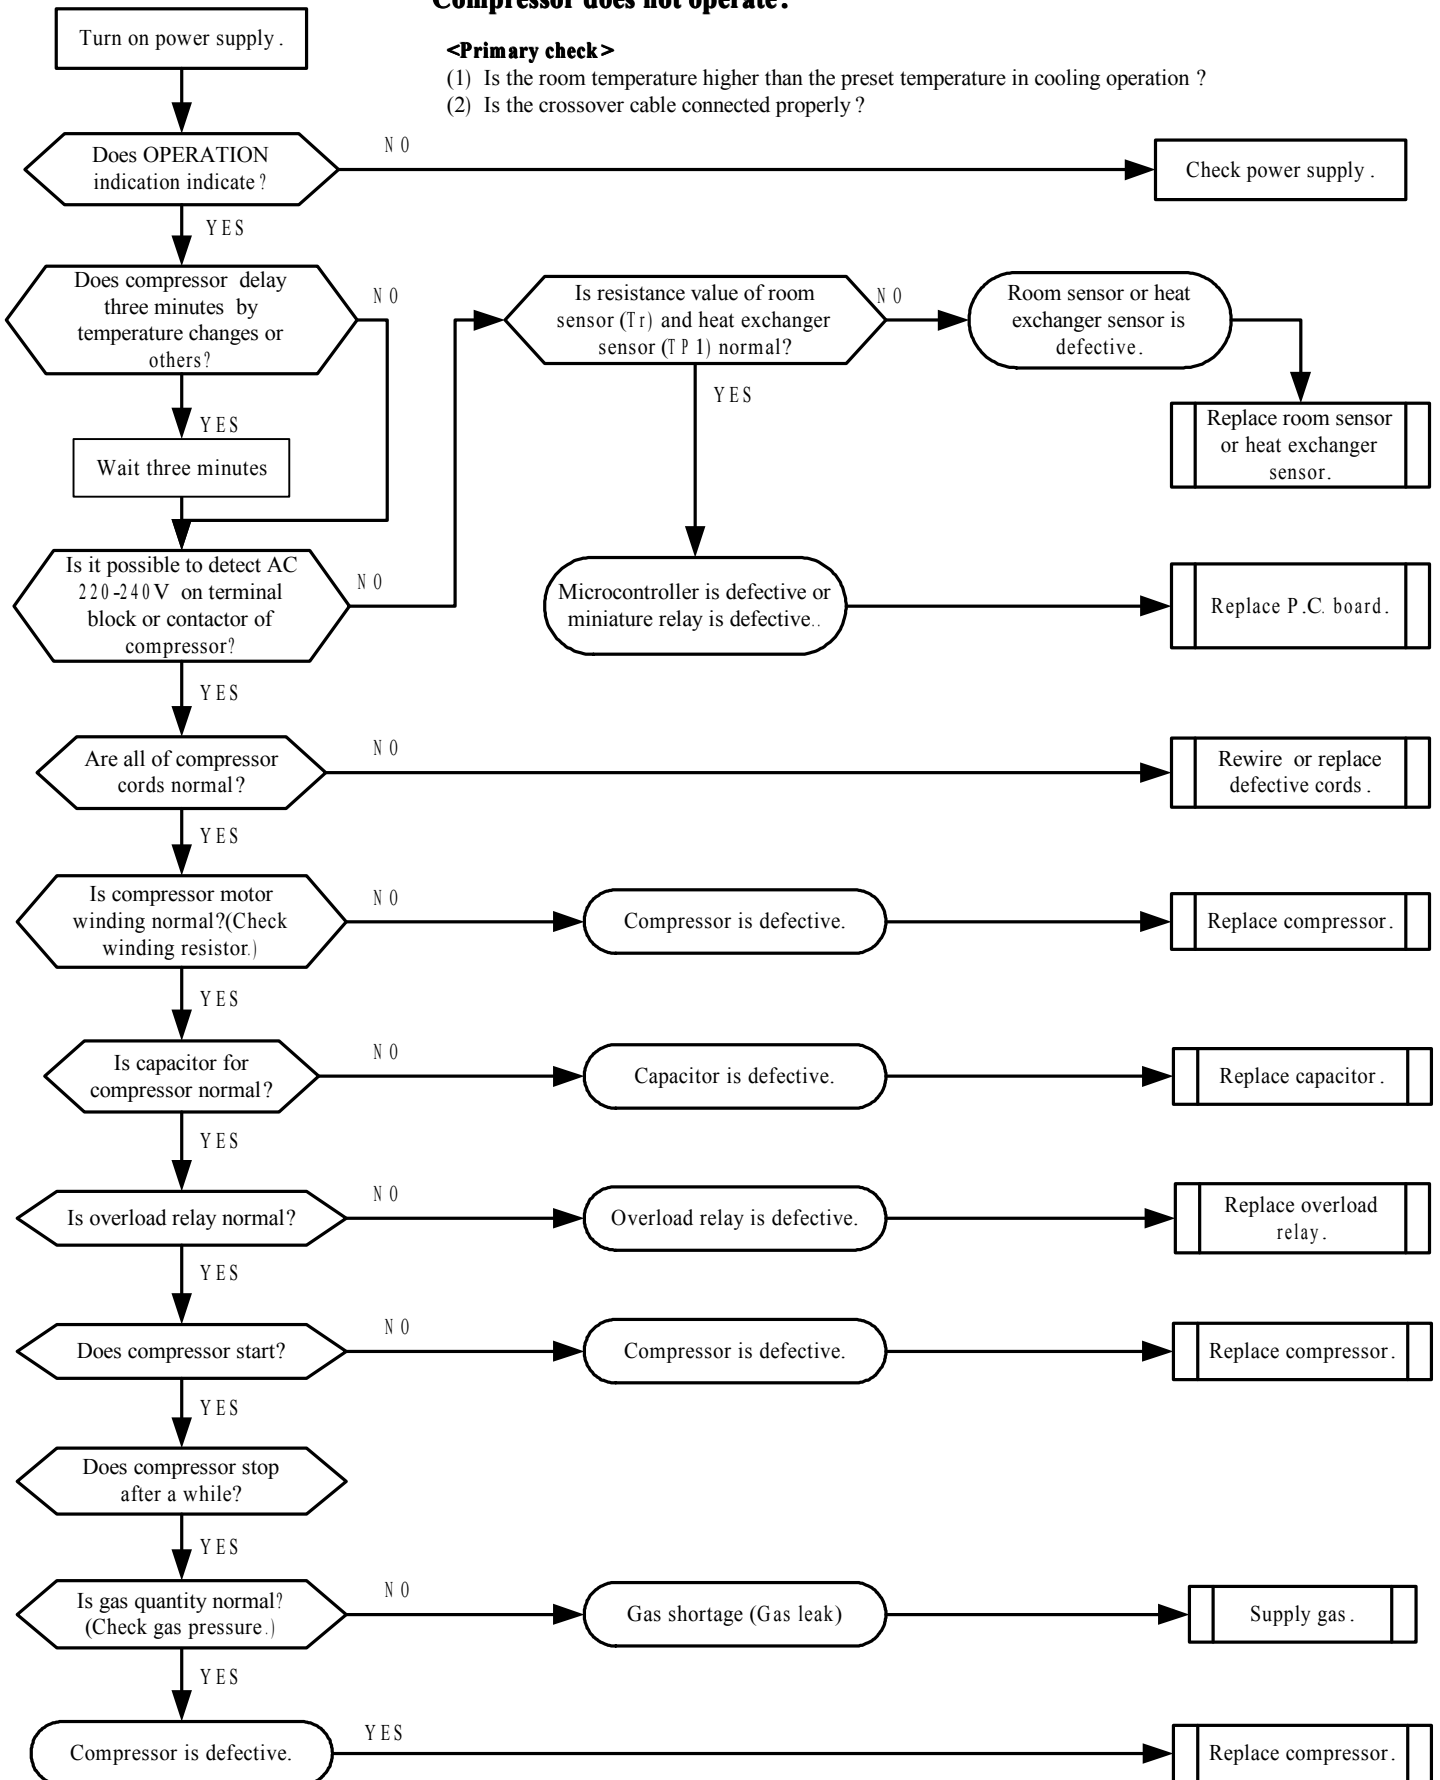 Compressor does not operate.
Turn on power supply.
<Primary check>
(1) Is the room temperature higher than the preset temperature in cooling operation ?
(2) Is the crossover cable connected properly ?
Does OPERATION
indication indicate ?
NO
Check power supply .
YES
Does compressor delay
three minutes by
temperature changes or
others?
NO
Is resistance value of room
sensor (Tr) and heat exchanger
sensor (TP1) normal?
NO
Room sensor or heat
exchanger sensor is
defective.
YES
YES
Replace room sensor
or heat exchanger
sensor.
Wait three minutes
Is it possible to detect AC
220-240V on terminal
block or contactor of
compressor?
NO
Microcontroller is defective or
miniature relay is defective..
Replace P.C. board.
YES
Are all of compressor
cords normal?
NO
Rewire or replace
defective cords .
YES
Is compressor motor
winding normal?(Check
winding resistor.)
NO
Compressor is defective.
Replace compressor.
YES
Is capacitor for
compressor normal?
NO
Capacitor is defective.
Replace capacitor .
YES
Is overload relay normal?
NO
Overload relay is defective.
Replace overload
relay.
YES
Does compressor start?
NO
Compressor is defective.
Replace compressor.
YES
Does compressor stop
after a while?
YES
Is gas quantity normal?
(Check gas pressure.)
NO
Gas shortage (Gas leak)
Supply gas .
YES
Compressor is defective.
YES
Replace compressor.